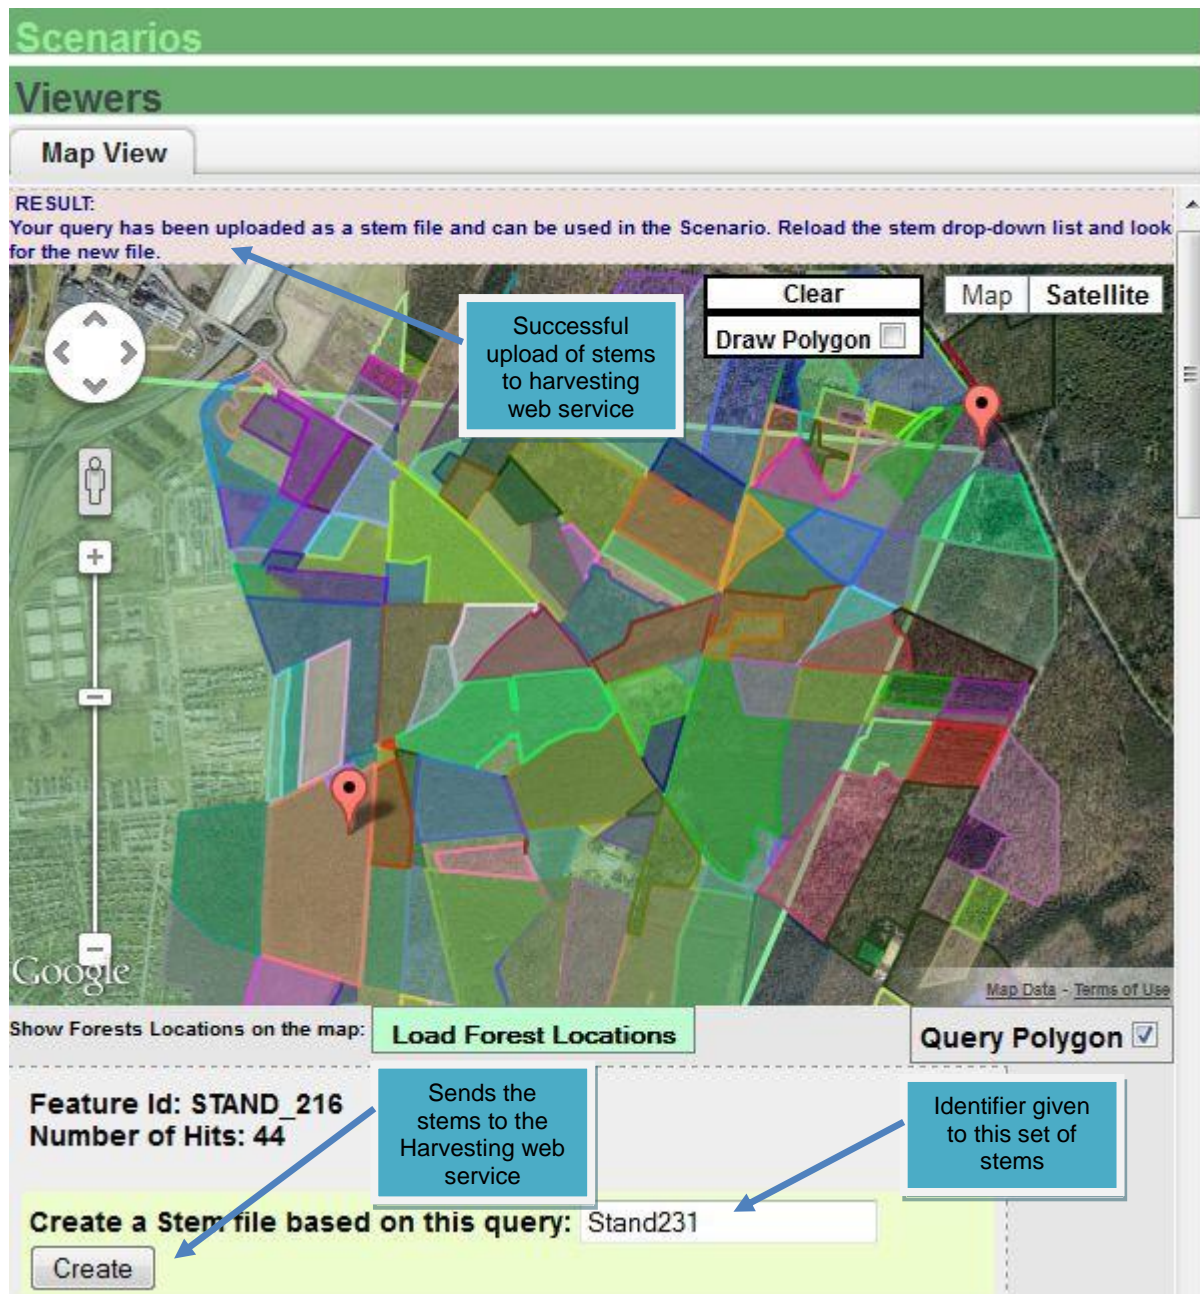 Scenarios
Viewers
Map View
RESULT:
Your query has been uploaded as a stem file and can be used in the Scenario. Reload the stem drop-down list and look
for the new file.
Clear
Map
Satellite
Draw Polygon
Successful
upload of stems
to harvesting
web service
Google
Map Data - Terms of Use
Show Forests Locations on the map:
Load Forest Locations
Query Polygon
Feature Id: STAND_216
Number of Hits: 44
Sends the
stems to the
Harvesting web
service
Identifier given
to this set of
stems
Create a Stem file based on this query: Stand231
Create